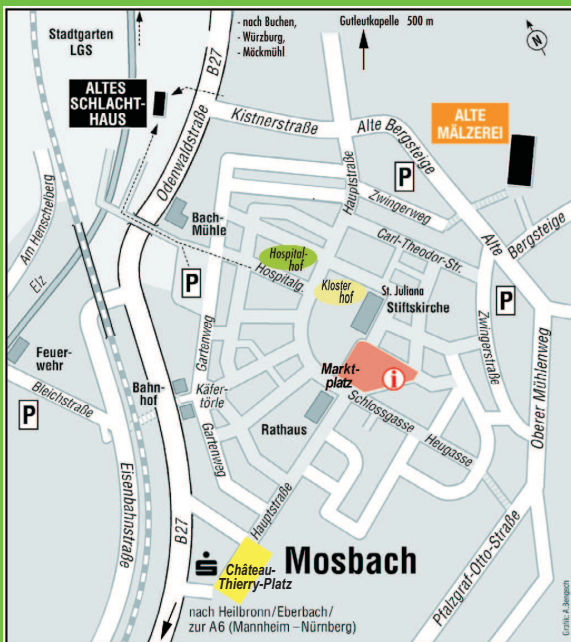 Stadtgarten
LGS
- nach Buchen,
- Würzburg,
- Mäckmühl
Gutleutkapelle 500 m
N
B27
ALTES
SCHLACHT-
HAUS
Odenwaldstraße
Kistnerstraße
ALTE
MÄLZEREI
Alte Bergsteige
Hauptstraße
P
Zwingerweg
Am Henschelberg
Bach-
Mühle
Hospital-
hof
Carl-Theodor-Str.
Alte
Bergsteige
Elz
P
Hospitalg.
Kloster
hof
St. Juliana
Stiftskirche
P
Zwingerstraße
Gartenweg
Feuer-
wehr
Markt-
platz
i
Oberer Mühlenweg
Bleichstraße
Bahn-
hof
Käfer-
törle
P
Schlossgasse
Heugasse
Rathaus
Gartenweg
Eisenbahnstraße
Hauptstraße
Pfalzgraf-Otto-Straße
B27
Mosbach
Château-
Thierry-Platz
nach Heilbronn/Eberbach/
zur A6 (Mannheim – Nürnberg)
Grafik: A.Bengsch